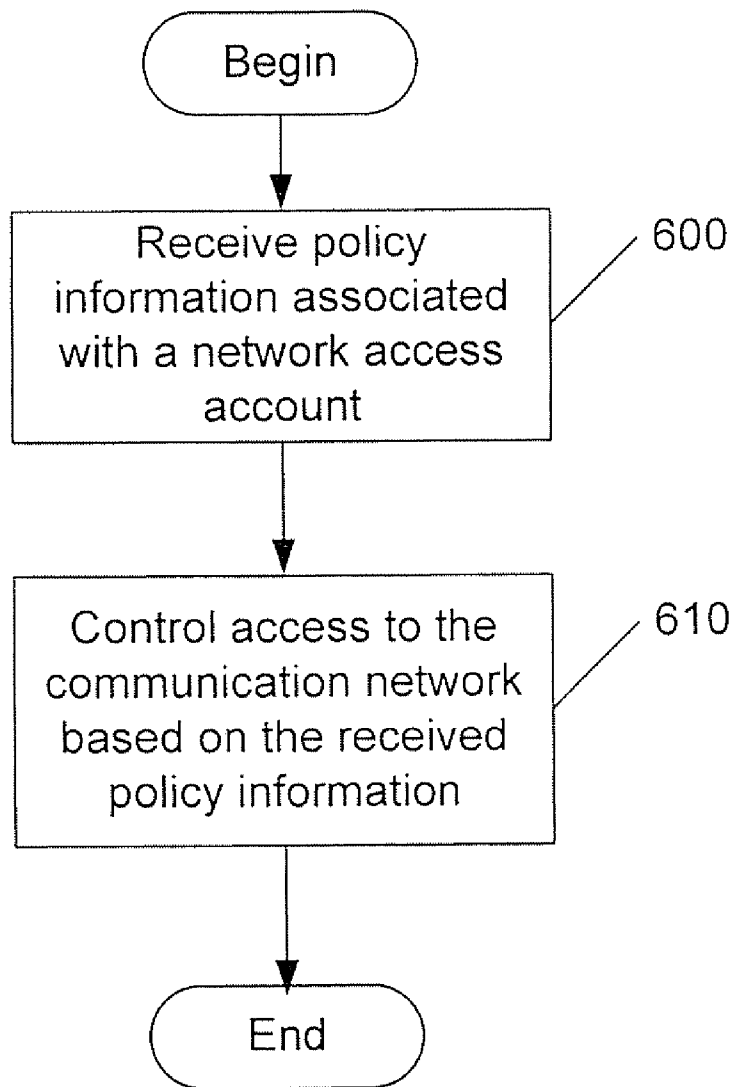 Begin
Receive policy
information associated
with a network access
account
600
Control access to the
communication network
based on the received
policy information
610
End